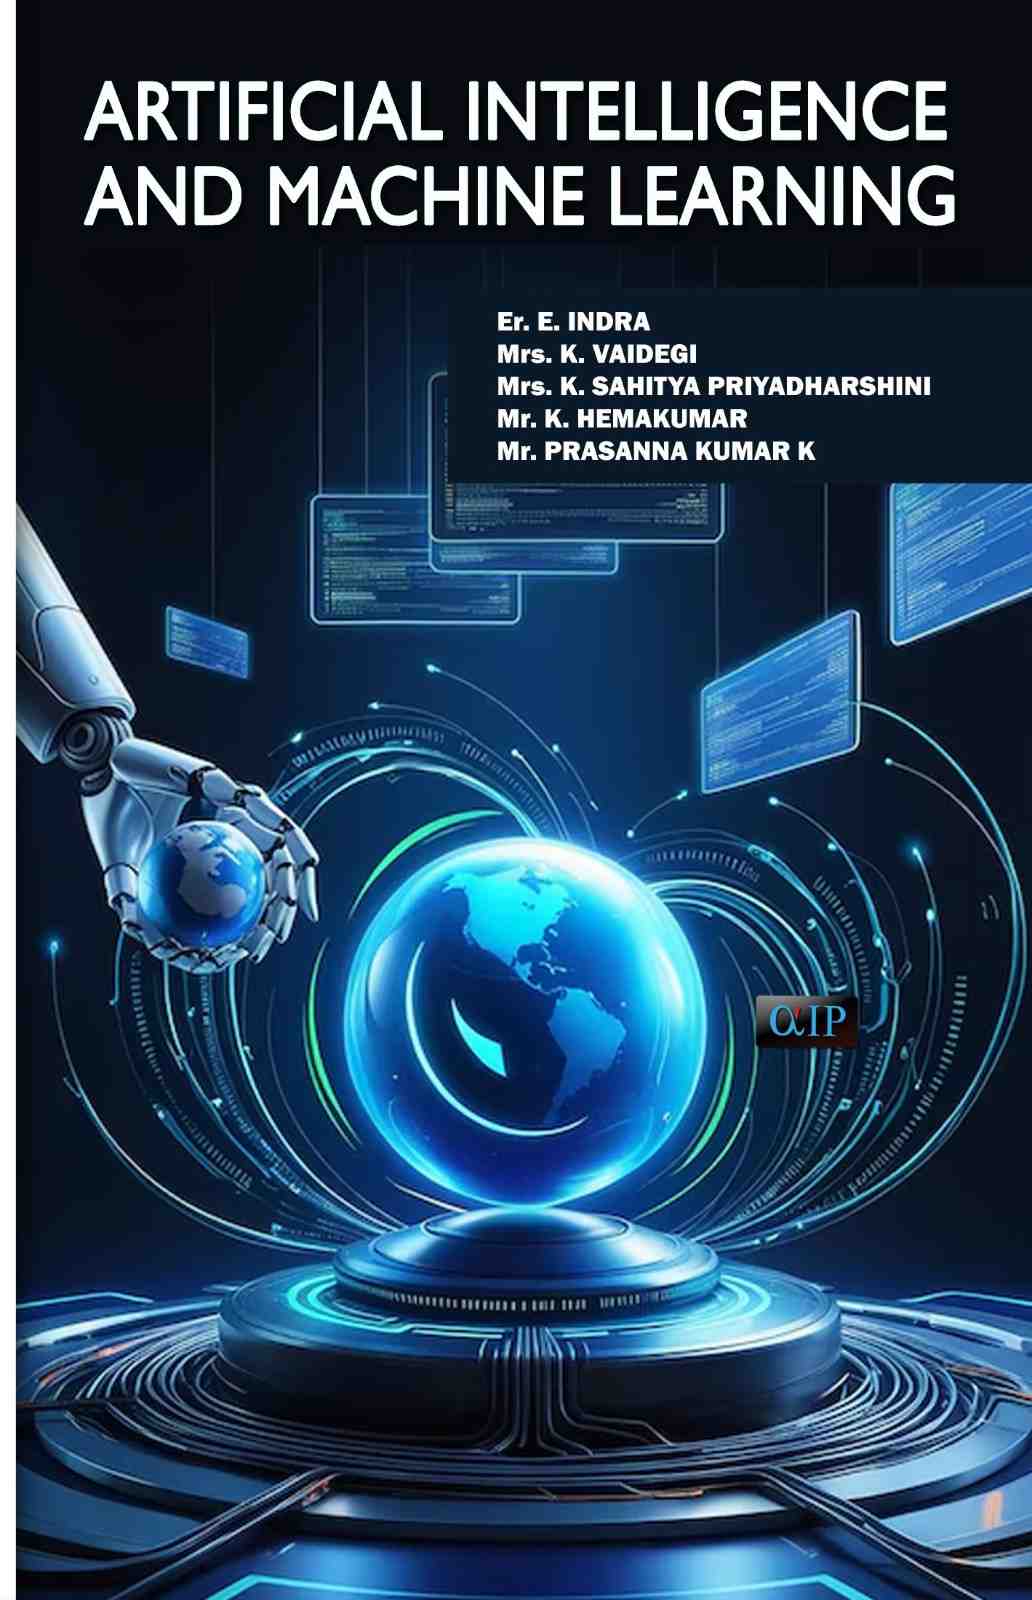 ARTIFICIAL INTELLIGENCE
AND MACHINE LEARNING
Er. E. INDRA
Mrs. K. VAIDEGI
Mrs. K. SAHITYA PRIYADHARSHINI
Mr. K. HEMAKUMAR
Mr. PRASANNA KUMAR K
αIP